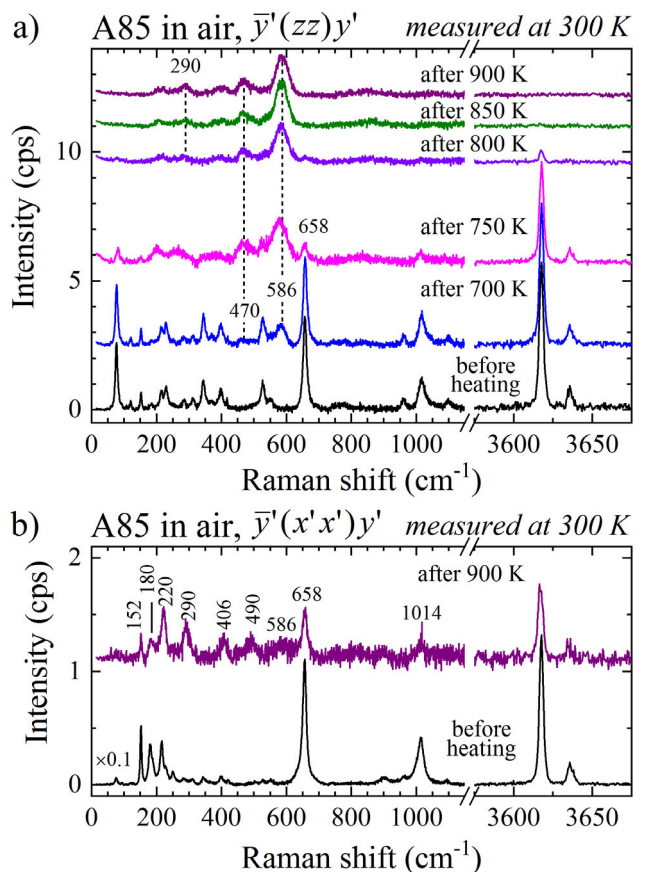 a) A85 in air, ȳ'(zz)y' measured at 300 K
290
after 900 K
after 850 K
after 800 K
after 750 K
658
after 700 K
470
586
before
heating
Intensity (cps)
10
5
0
0 200 400 600 800 1000 3600 3650
Raman shift (cm⁻¹)
b) A85 in air, ȳ'(x'x')y' measured at 300 K
after 900 K
152
180
220
290
406
490
586
658
1014
before
heating
×0.1
Intensity (cps)
2
1
0
0 200 400 600 800 1000 3600 3650
Raman shift (cm⁻¹)